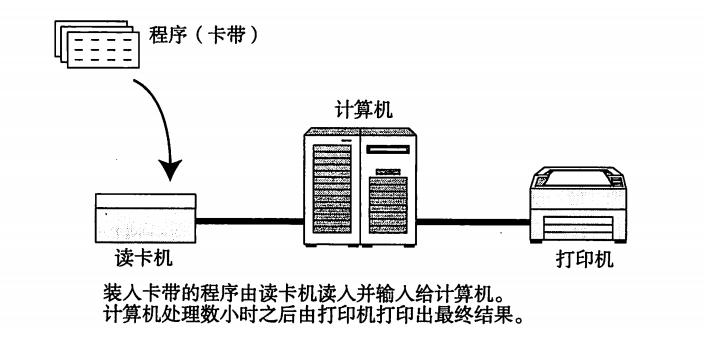 程序（卡带）
计算机
读卡机
打印机
装入卡带的程序由读卡机读入并输入给计算机。
计算机处理数小时之后由打印机打印出最终结果。